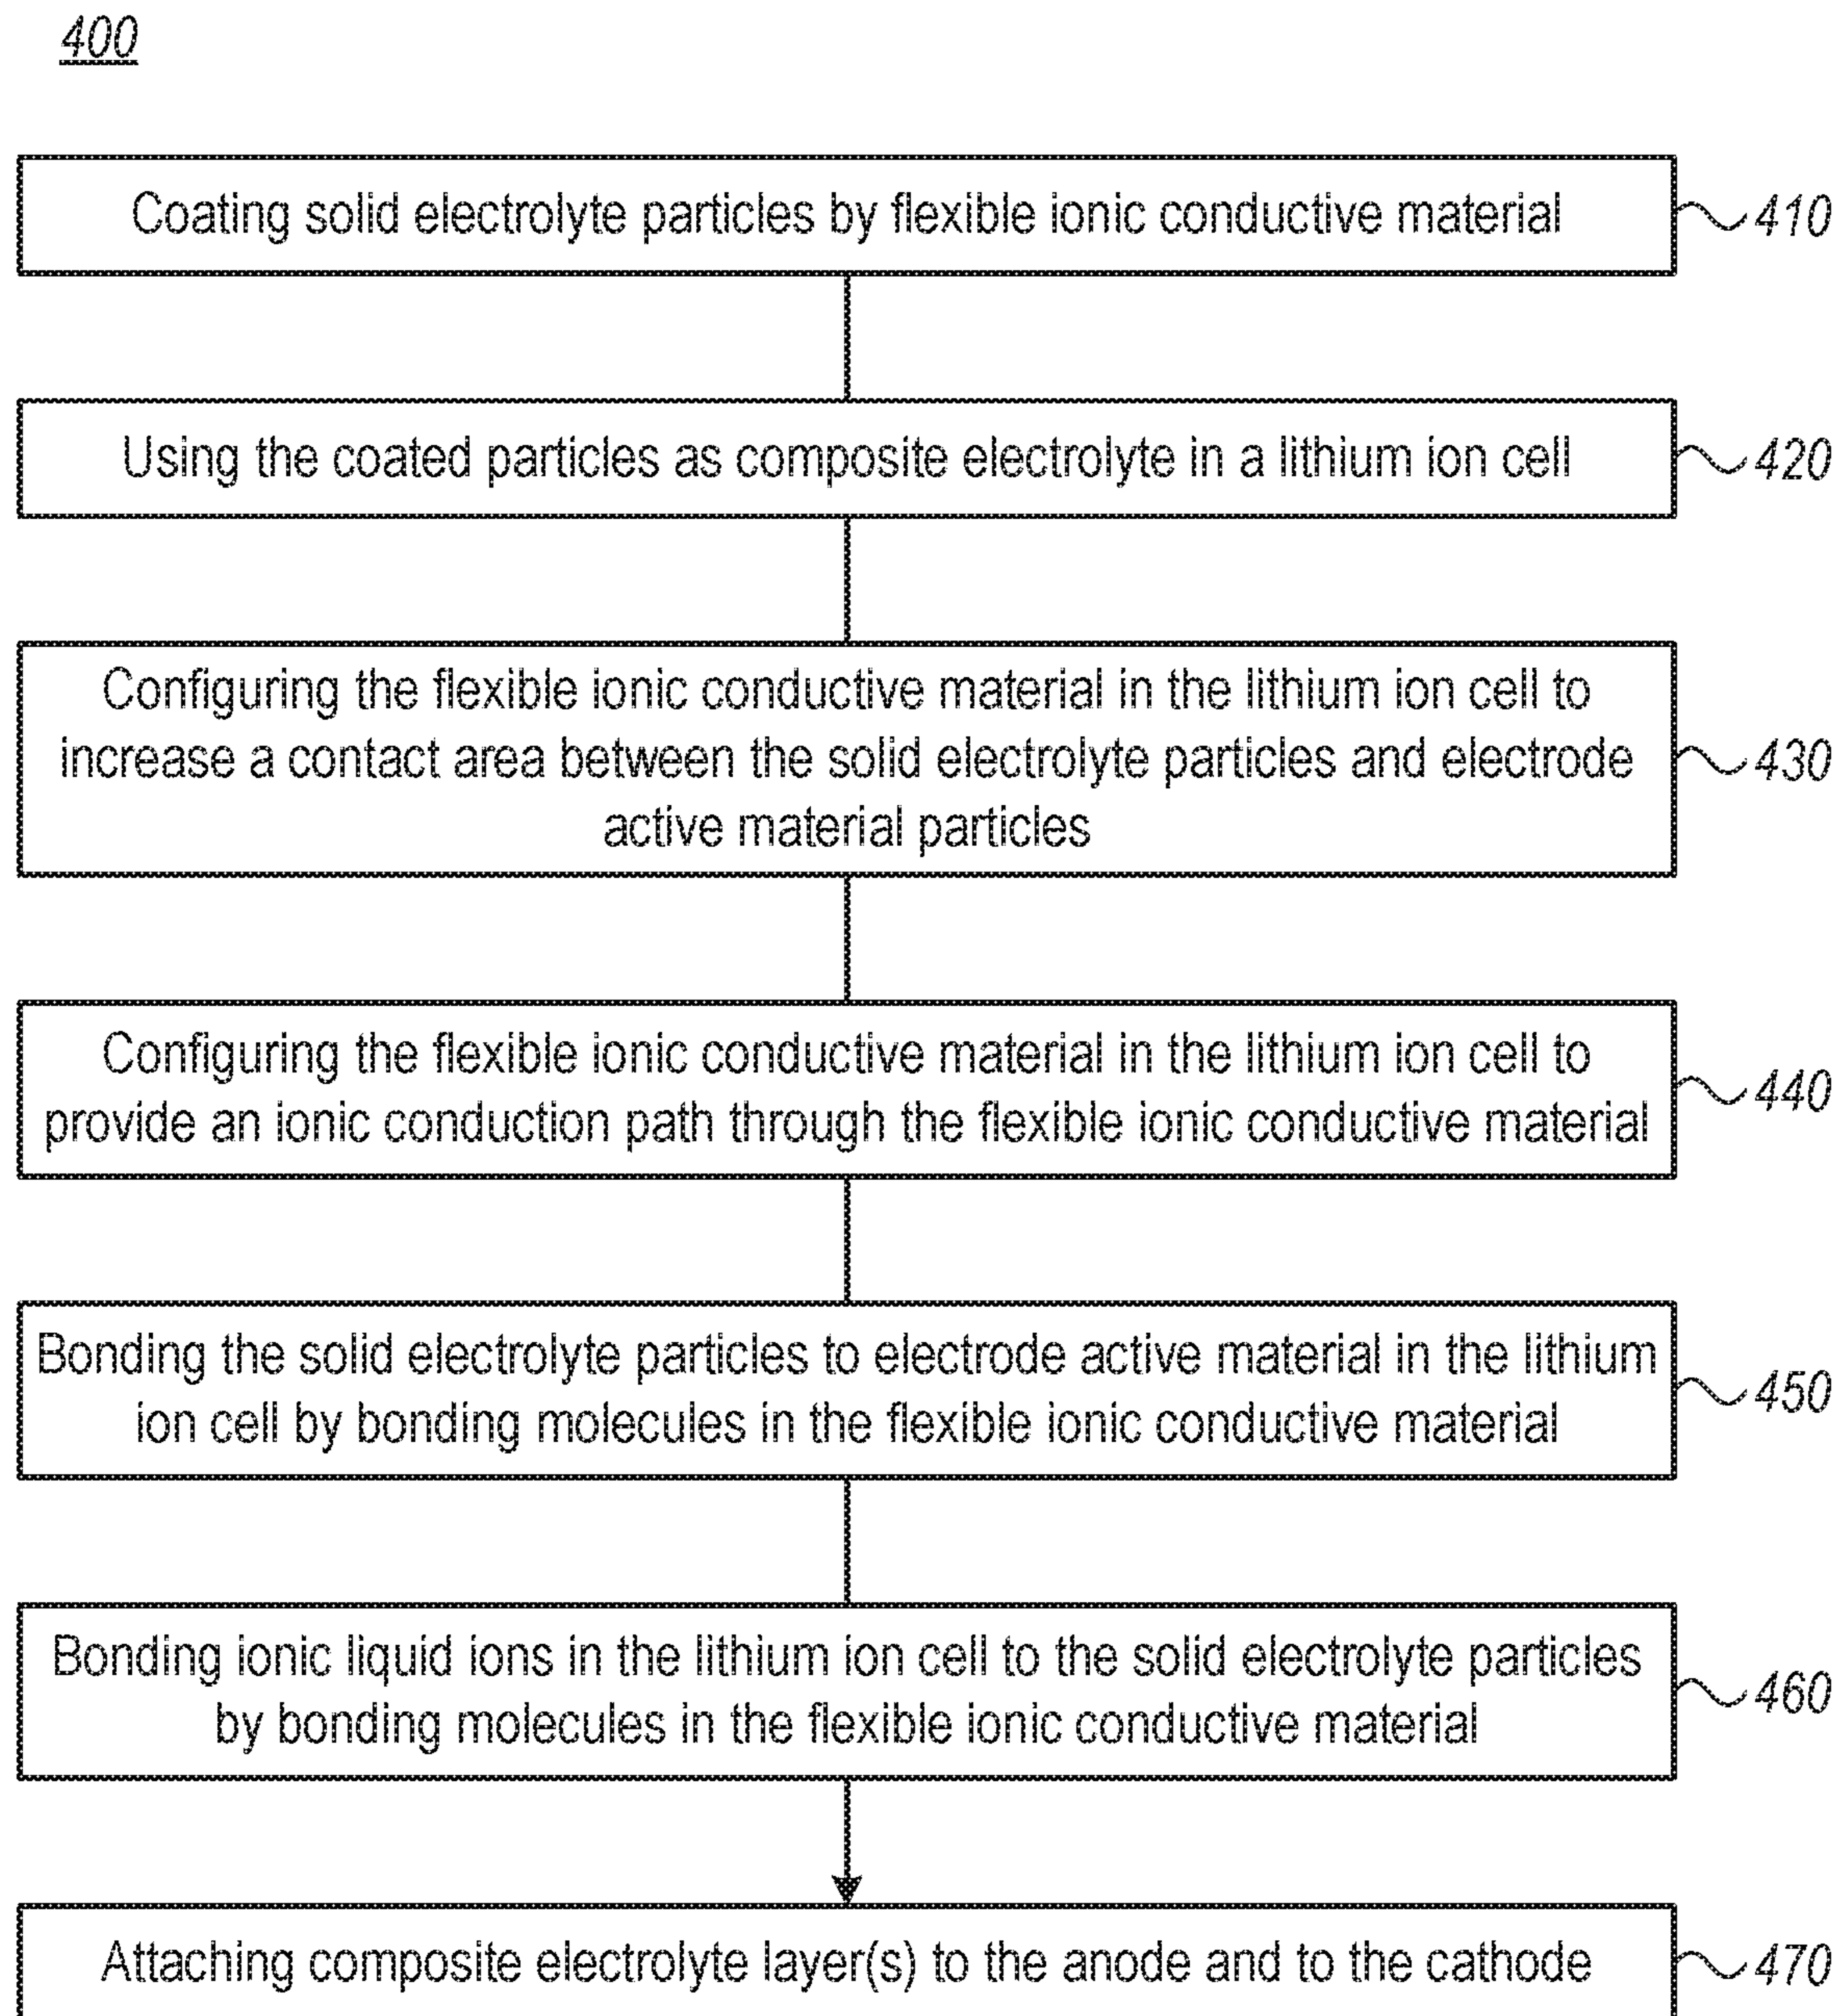 400
Coating solid electrolyte particles by flexible ionic conductive material
410
Using the coated particles as composite electrolyte in a lithium ion cell
420
Configuring the flexible ionic conductive material in the lithium ion cell to
increase a contact area between the solid electrolyte particles and electrode
active material particles
430
Configuring the flexible ionic conductive material in the lithium ion cell to
provide an ionic conduction path through the flexible ionic conductive material
440
Bonding the solid electrolyte particles to electrode active material in the lithium
ion cell by bonding molecules in the flexible ionic conductive material
450
Bonding ionic liquid ions in the lithium ion cell to the solid electrolyte particles
by bonding molecules in the flexible ionic conductive material
460
Attaching composite electrolyte layer(s) to the anode and to the cathode
470